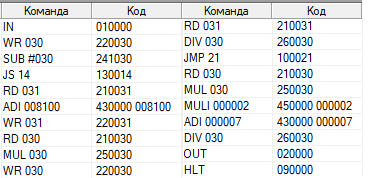 Команда Код Команда Код
IN 010000 RD 031 210031
WR 030 220030 DIV 030 260030
SUB #030 241030 JMP 21 100021
JS 14 130014 RD 030 210030
RD 031 210031 MUL 030 250030
ADI 008100 430000 008100 MULI 000002 450000 000002
WR 031 220031 ADI 000007 430000 000007
RD 030 210030 DIV 030 260030
MUL 030 250030 OUT 020000
WR 030 220030 HLT 090000